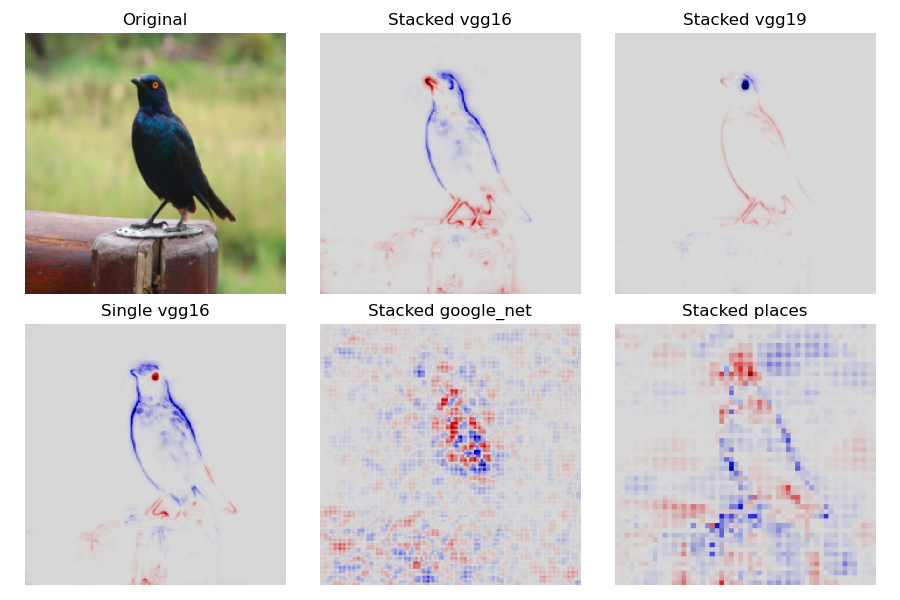 Original
Stacked vgg16
Stacked vgg19
Single vgg16
Stacked google_net
Stacked places